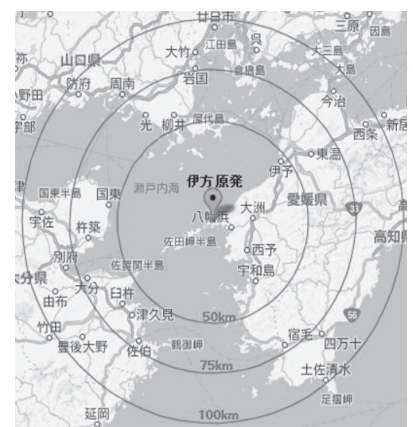 廿日市
三原
因島
江田島
呉
大竹
大三島
山口県
岩国
倉橋島
大島
弥
防府
周南
今治
小野田
光
柳井
屋代島
西条
新居
宇部
東温
伊予
国東半島
国東
瀬戸内海
伊方原発
愛媛県
31
宇佐
八幡浜
大洲
杵築
佐田岬半島
高知
別府
佐賀関半島
西予
大分県
大分
宇和島
由布
臼杵
津久見
50km
56
竹田
豊後大野
佐伯
鶴御岬
宿毛
四万十
75km
土佐清水
足摺岬
100km
延岡